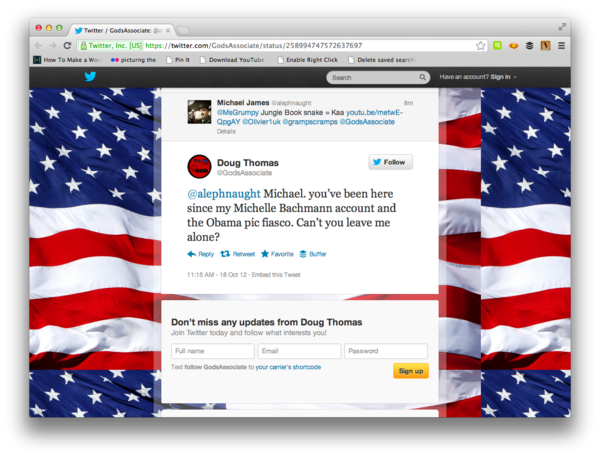 Twitter / GodsAssociate: @a
Twitter, Inc. [US] https://twitter.com/GodsAssociate/status/258994747572637697
How To Make a Wor
picturng the
Pin It
Download YouTube
Enable Right Click
Delete saved search
Search
Have an account? Sign in
Michael James @alephnaught 8m
@MsGrumpy Jungle Book snake = Kaa youtu.be/metwE-
QpgAY @Olivier1uk @grampscramps @GodsAssociate
Details
Doug Thomas
@GodsAssociate
Follow
@alephnaught Michael. you've been here
since my Michelle Bachmann account and
the Obama pic fiasco. Can't you leave me
alone?
Reply Retweet Favorite Buffer
11:15 AM - 18 Oct 12 · Embed this Tweet
Don't miss any updates from Doug Thomas
Join Twitter today and follow what interests you!
Full name Email Password
Text follow GodsAssociate to your carrier's shortcode
Sign up